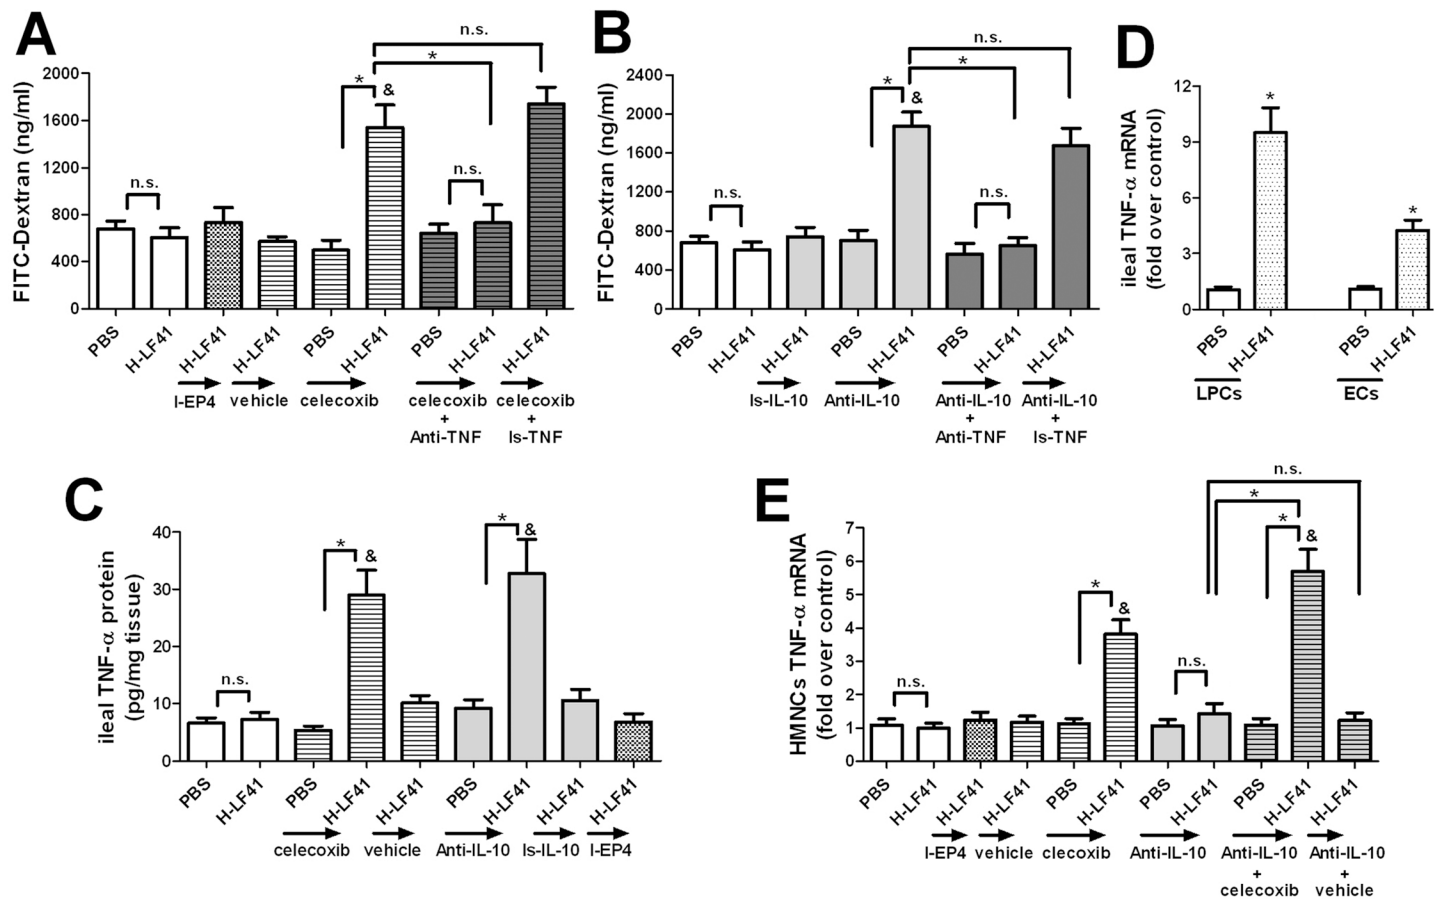 A
n.s.
*
n.s.
* &
n.s.
FITC-Dextran (ng/ml)
2000
1600
1200
800
400
0
PBS H-LF41 H-LF41 H-LF41 PBS H-LF41 PBS H-LF41 H-LF41
I-EP4 vehicle celecoxib celecoxib celecoxib
+ +
Anti-TNF Is-TNF
B
n.s.
*
n.s.
* &
n.s.
FITC-Dextran (ng/ml)
2400
2000
1600
1200
800
400
0
PBS H-LF41 H-LF41 PBS H-LF41 PBS H-LF41 H-LF41
Is-IL-10 Anti-IL-10 Anti-IL-10 Anti-IL-10
+ +
Anti-TNF Is-TNF
D
ileal TNF-α mRNA
(fold over control)
12
9
6
3
0
* *
PBS H-LF41 PBS H-LF41
LPCs ECs
C
ileal TNF-α protein
(pg/mg tissue)
40
30
20
10
0
n.s.
* &
* &
PBS H-LF41 PBS H-LF41 H-LF41 PBS H-LF41 H-LF41 H-LF41
celecoxib vehicle Anti-IL-10 Is-IL-10 I-EP4
E
HMNCs TNF-α mRNA
(fold over control)
7
6
5
4
3
2
1
0
n.s.
* &
n.s.
n.s.
*
* &
PBS H-LF41 H-LF41 H-LF41 PBS H-LF41 PBS H-LF41 PBS H-LF41 H-LF41
I-EP4 vehicle clecoxib Anti-IL-10 Anti-IL-10 Anti-IL-10
+ +
celecoxib vehicle